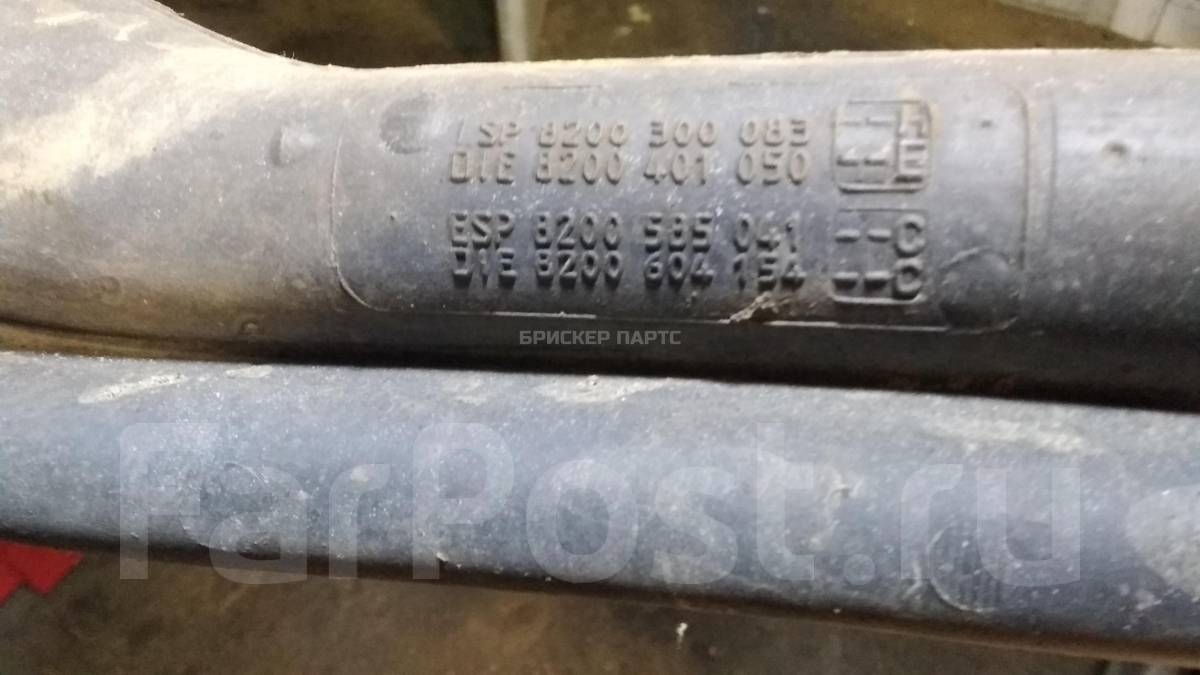 ESP 8200 300 083
DIE 8200 401 050
ESP 8200 585 041
DIE 8200 604 154
БРИСКЕР ПАРТС
FarPost.ru